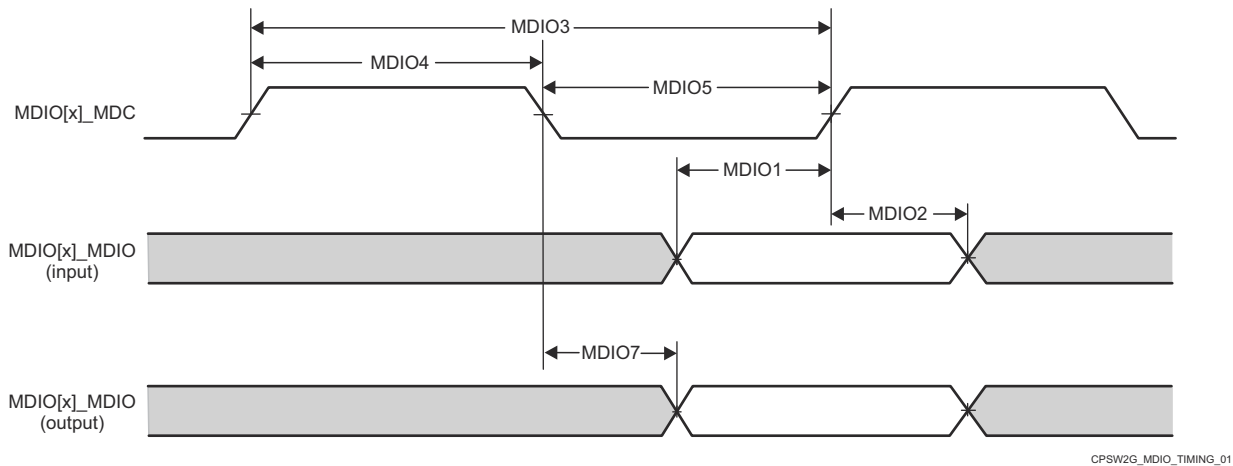 MDIO3
MDIO4
MDIO5
MDIO[x]_MDC
MDIO1
MDIO2
MDIO[x]_MDIO
(input)
MDIO7
MDIO[x]_MDIO
(output)
CPSW2G_MDIO_TIMING_01